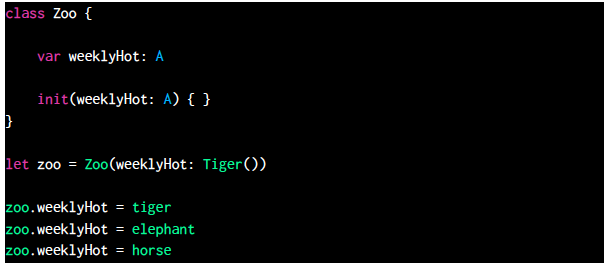 class Zoo {
var weeklyHot: A
init(weeklyHot: A) { }
}
let zoo = Zoo(weeklyHot: Tiger())
zoo.weeklyHot = tiger
zoo.weeklyHot = elephant
zoo.weeklyHot = horse